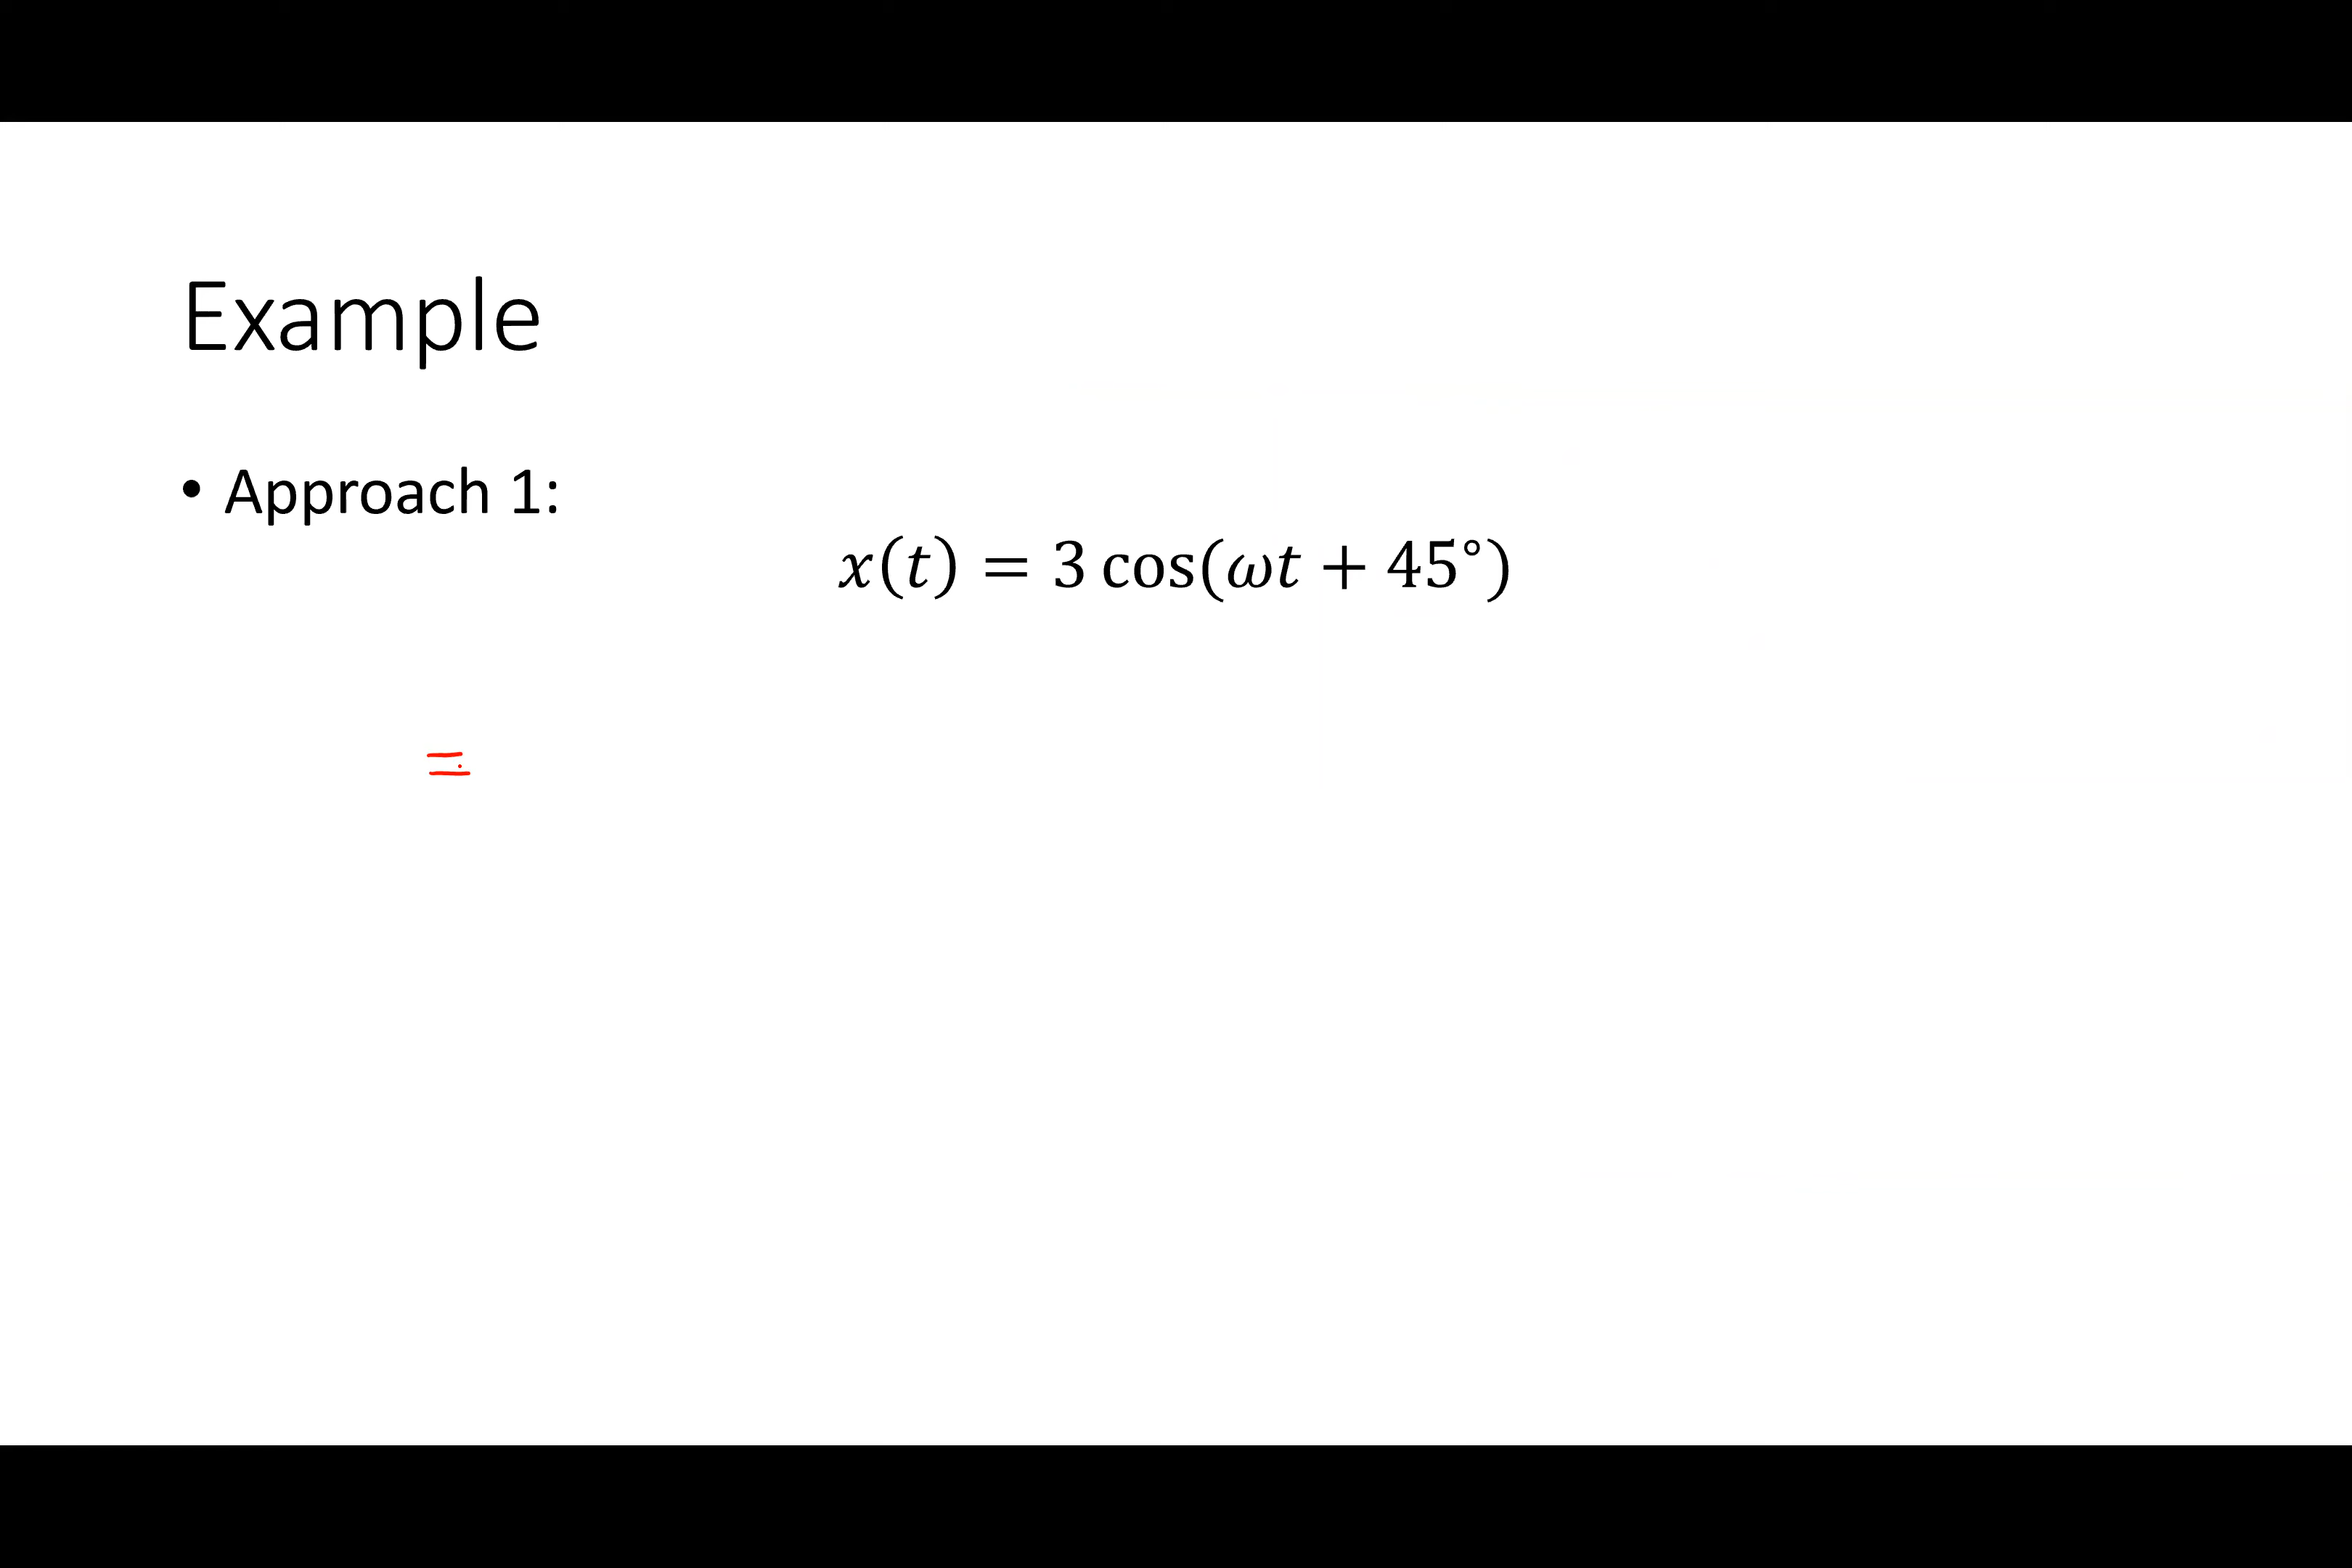 Example
• Approach 1:
𝑥(𝑡) = 3 cos(𝜔𝑡 + 45°)
=